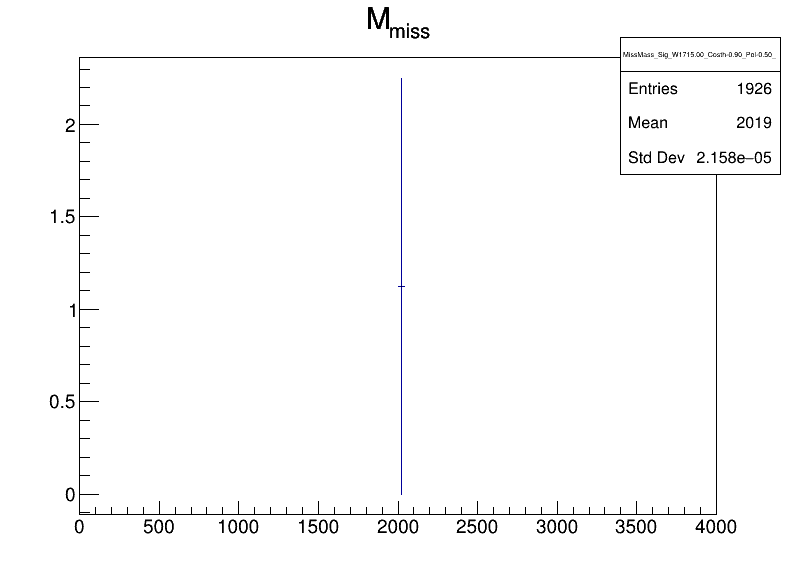 Mmiss
MissMass_Sig_W1715.00_Costh-0.90_Pol-0.50_
Entries 1926
Mean 2019
Std Dev 2.158e−05
2
1.5
1
0.5
0
0 500 1000 1500 2000 2500 3000 3500 4000